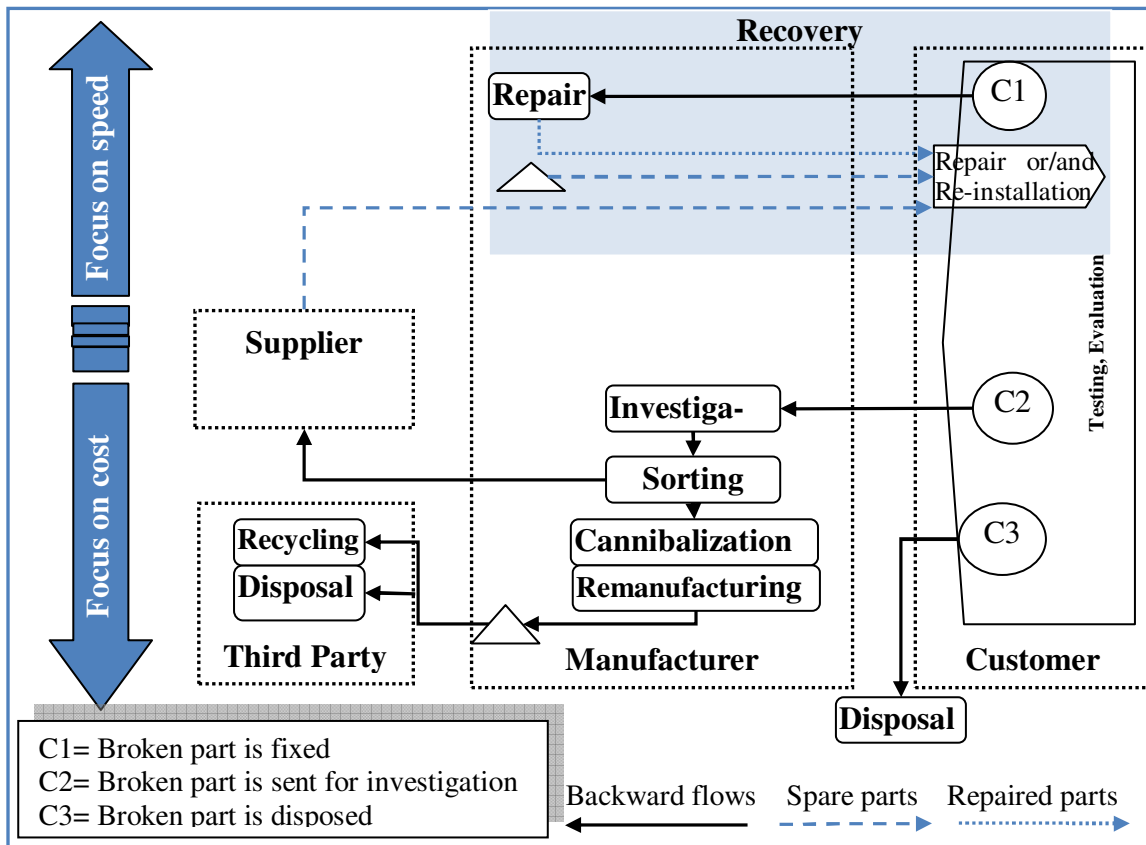 Recovery
Focus on speed
Repair
C1
Repair or/and
Re-installation
Supplier
Testing, Evaluation
Investiga-
C2
Focus on cost
Sorting
Recycling
Disposal
Cannibalization
Remanufacturing
C3
Third Party
Manufacturer
Customer
Disposal
C1= Broken part is fixed
C2= Broken part is sent for investigation
C3= Broken part is disposed
Backward flows
Spare parts
Repaired parts